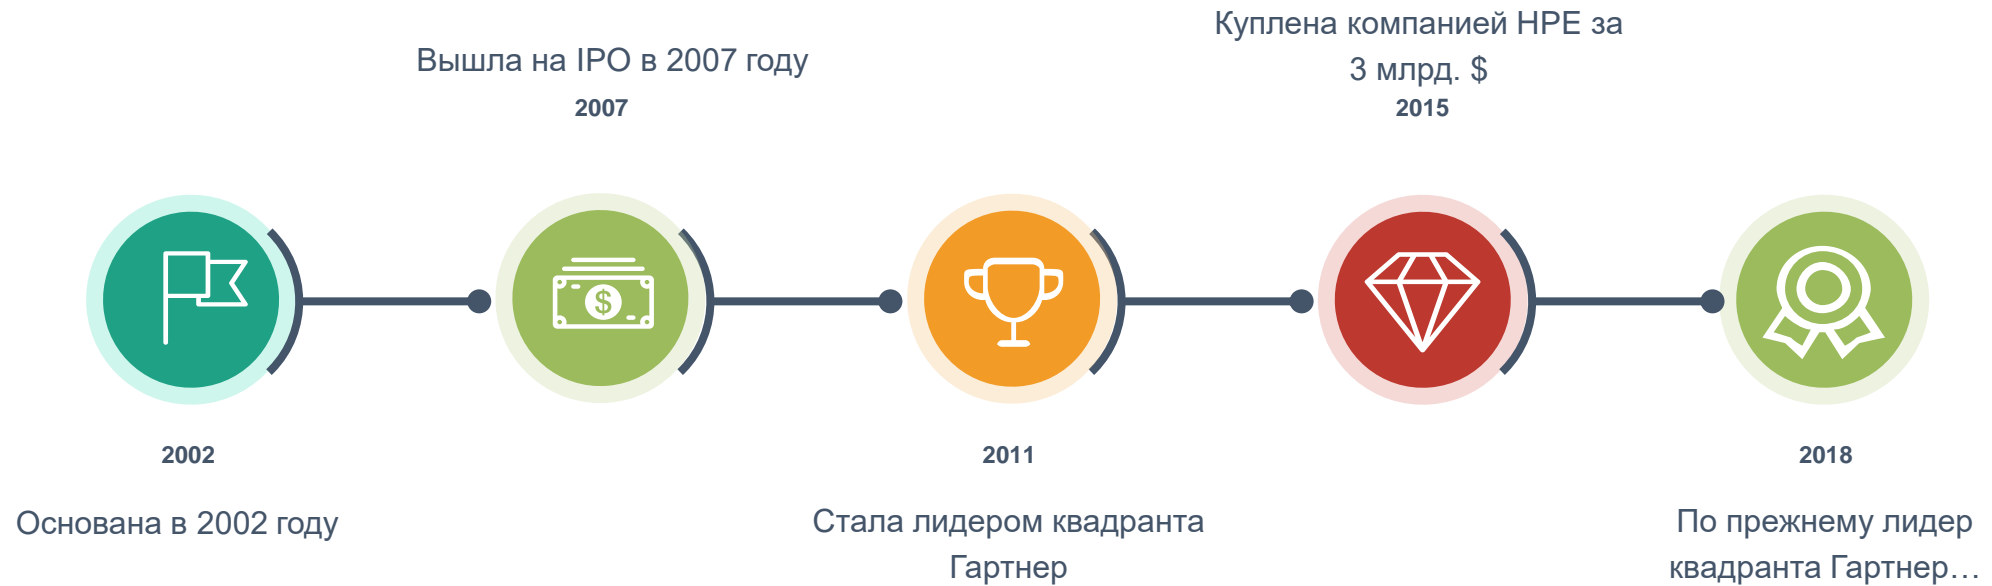 Основана в 2002 году
2002
Вышла на IPO в 2007 году
2007
$
Стала лидером квадранта
Гартнер
2011
Куплена компанией HPE за
3 млрд. $
2015
По прежнему лидер
квадранта Гартнер…
2018